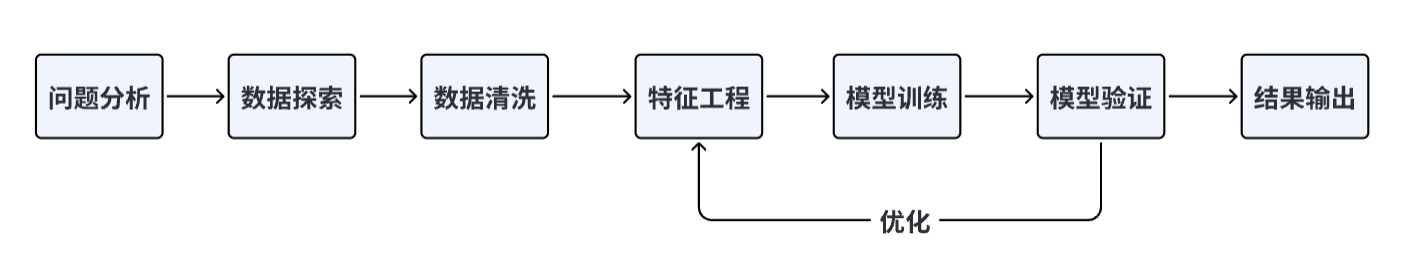 问题分析
数据探索
数据清洗
特征工程
模型训练
模型验证
结果输出
优化